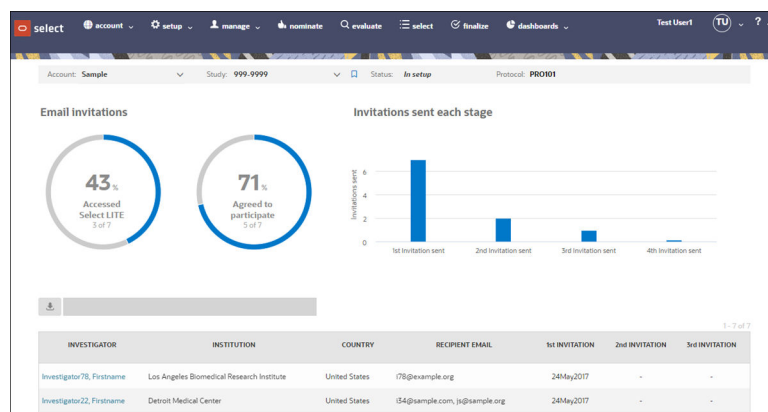 select account setup manage nominate evaluate select finalize dashboards Test User1 TU ?
Account: Sample Study: 999-9999 Status: In setup Protocol: PRO101
Email invitations Invitations sent each stage
43%
Accessed
Select LITE
3 of 7
71%
Agreed to
participate
5 of 7
Invitations sent
6
4
2
0
1st Invitation sent 2nd Invitation sent 3rd Invitation sent 4th Invitation sent
1 - 7 of 7
INVESTIGATOR INSTITUTION COUNTRY RECIPIENT EMAIL 1st INVITATION 2nd INVITATION 3rd INVITATION
Investigator78, Firstname Los Angeles Biomedical Research Institute United States i78@example.org 24May2017 - -
Investigator22, Firstname Detroit Medical Center United States i34@sample.com, js@sample.org 24May2017 - -